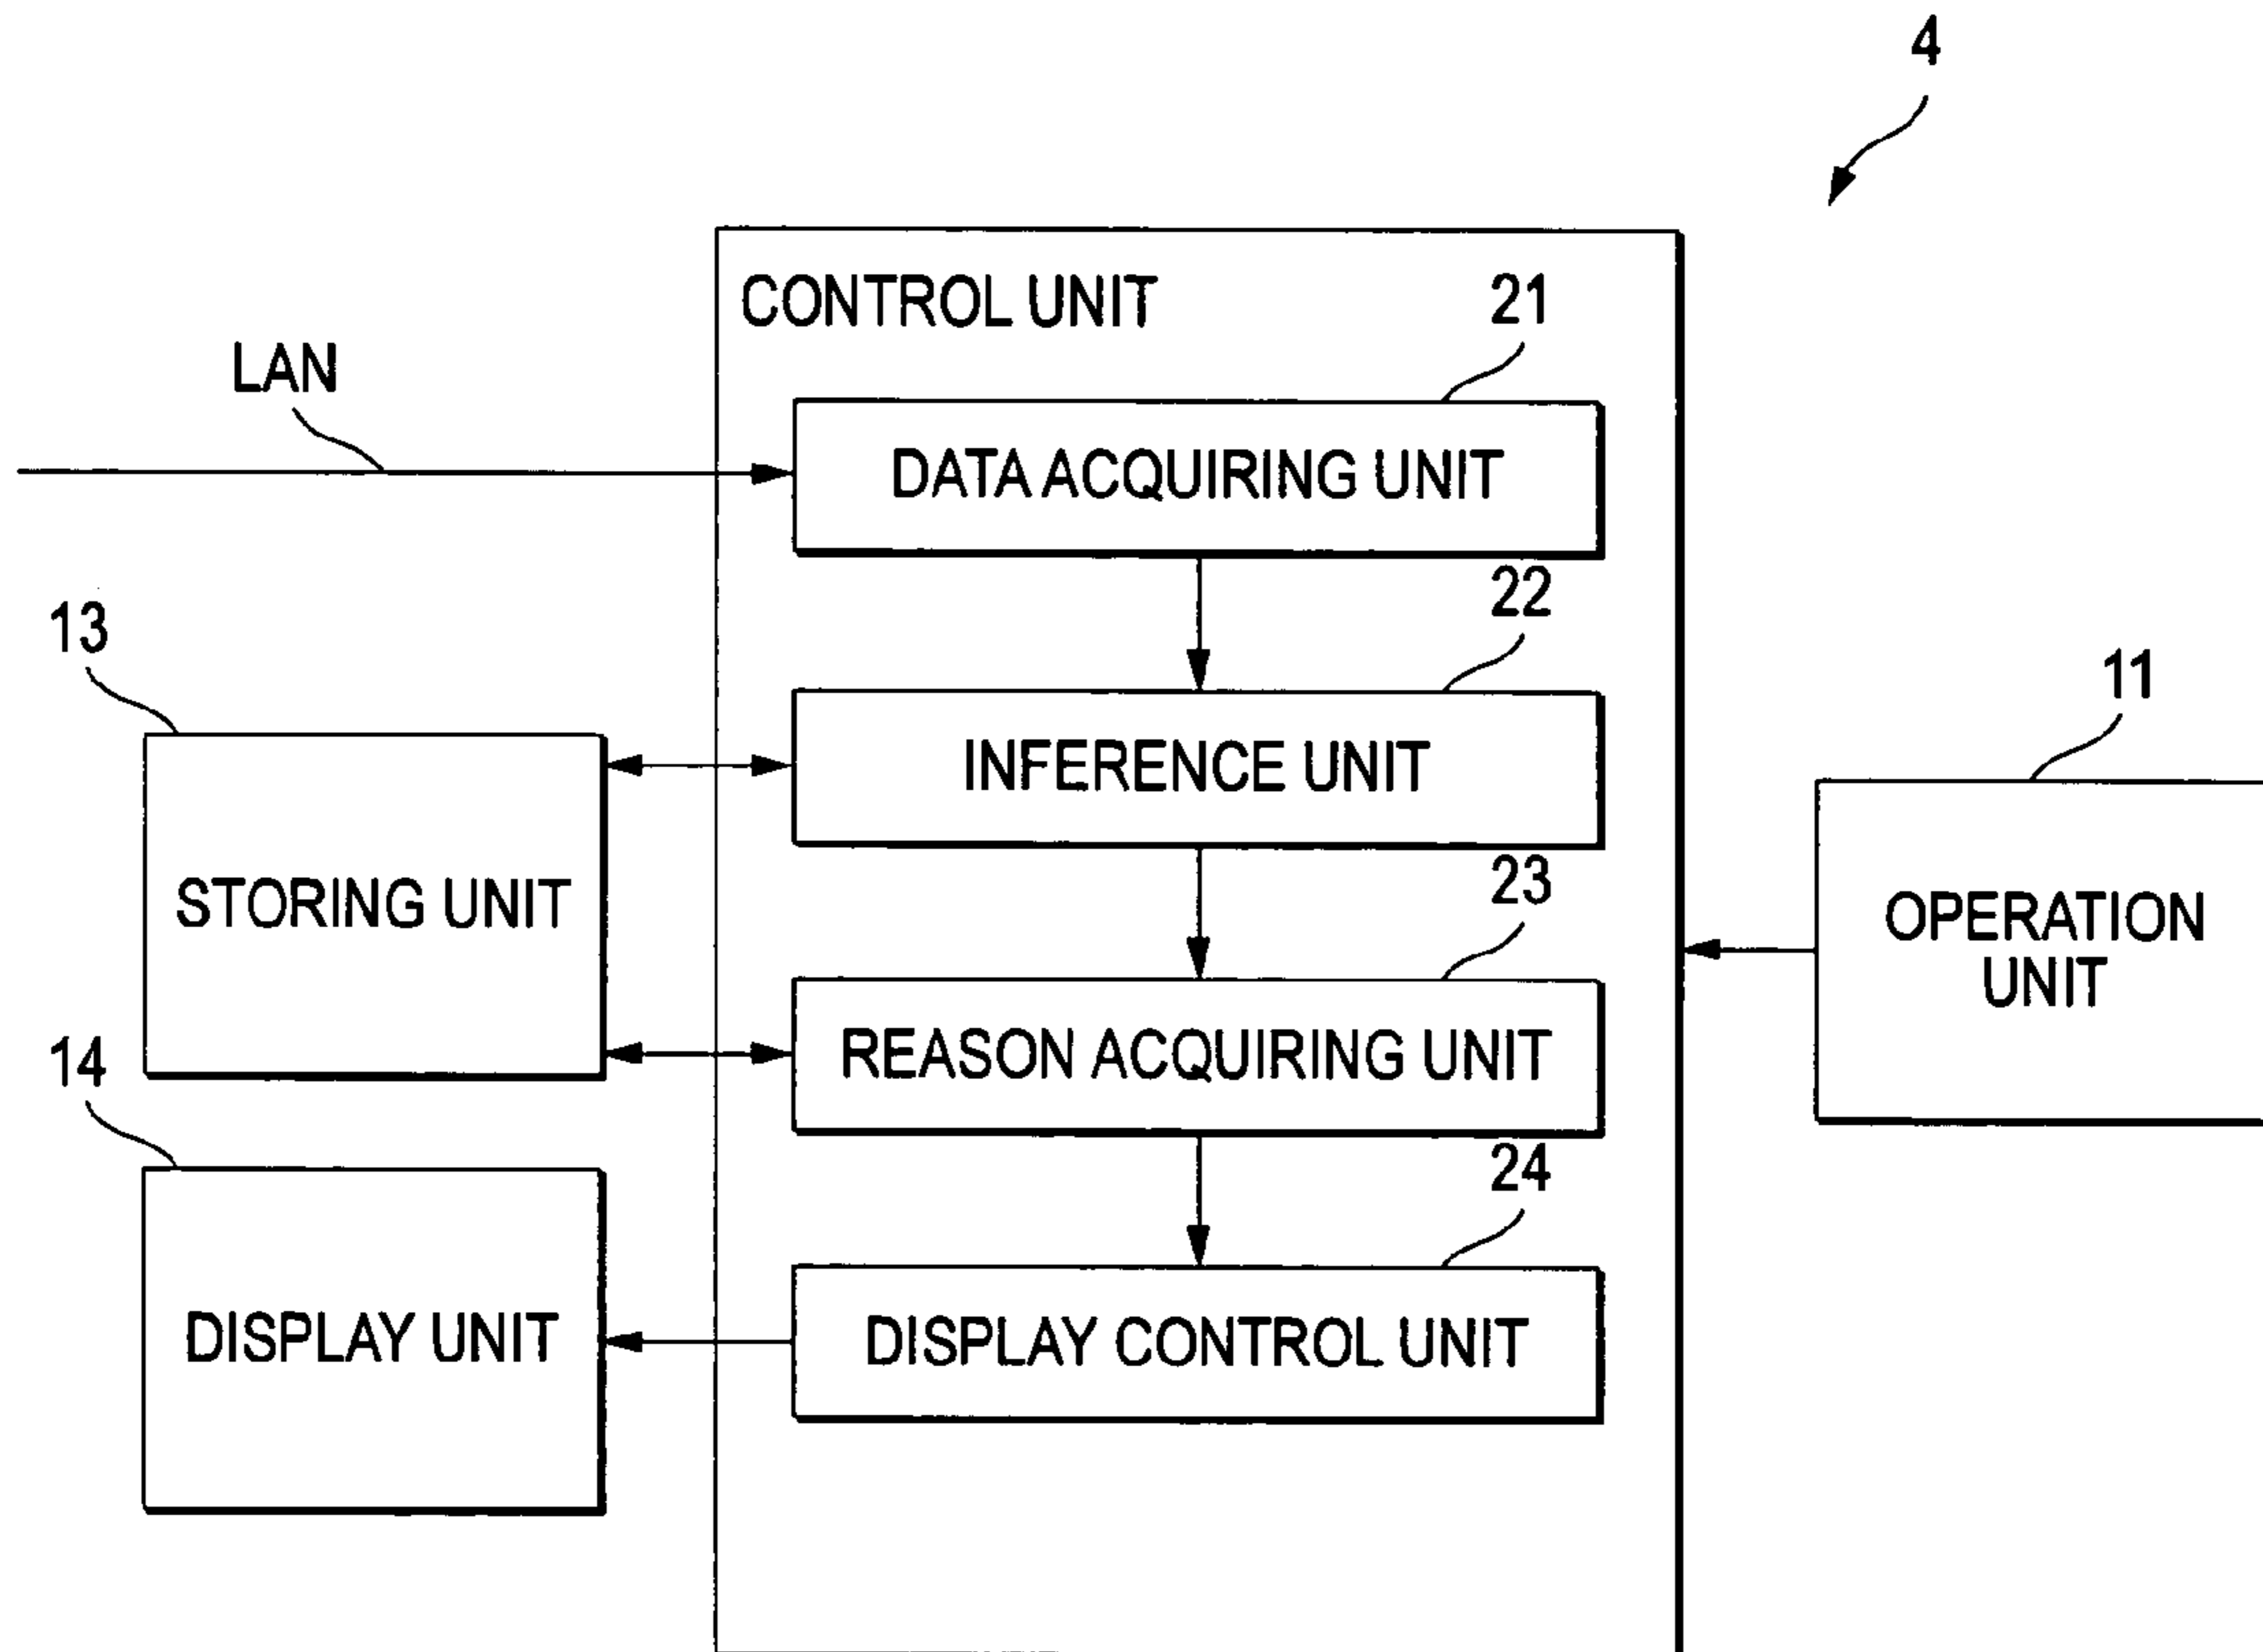 4
CONTROL UNIT
21
LAN
DATA ACQUIRING UNIT
22
13
11
INFERENCE UNIT
23
STORING UNIT
OPERATION
UNIT
REASON ACQUIRING UNIT
14
24
DISPLAY UNIT
DISPLAY CONTROL UNIT